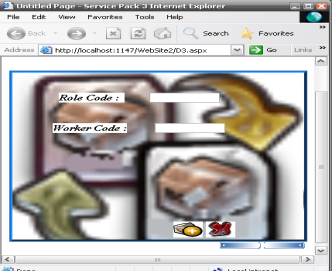 Untitled Page - Service Pack 3 Internet Explorer
File Edit View Favorites Tools Help
Back Search Favorites
Address http://localhost:1147/WebSite2/D3.aspx Go Links
Role Code :
Worker Code :
Done Local intranet